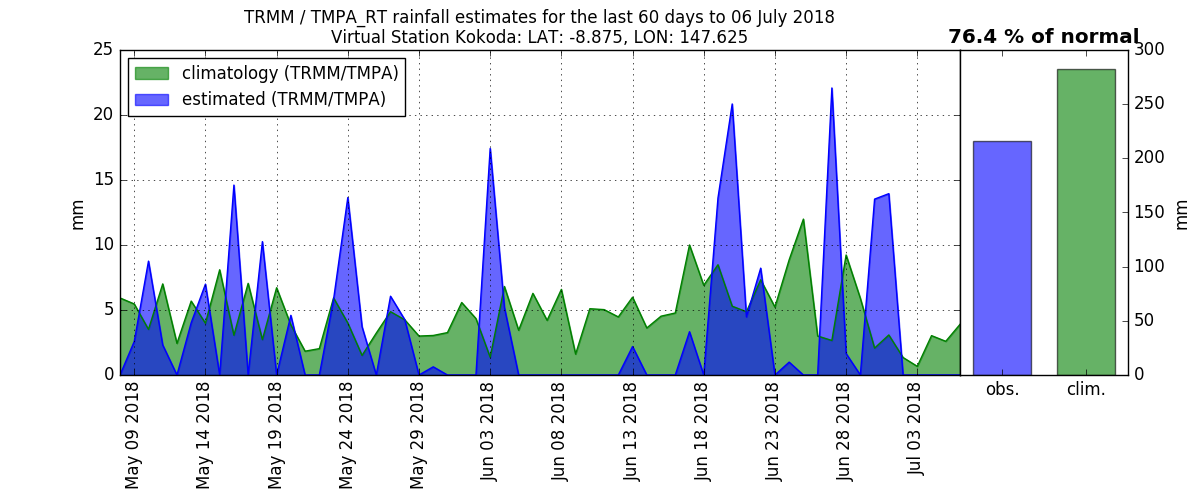 TRMM / TMPA_RT rainfall estimates for the last 60 days to 06 July 2018
Virtual Station Kokoda: LAT: -8.875, LON: 147.625
76.4 % of normal
climatology (TRMM/TMPA)
estimated (TRMM/TMPA)
25
20
15
10
5
0
mm
300
250
200
150
100
50
0
mm
May 09 2018
May 14 2018
May 19 2018
May 24 2018
May 29 2018
Jun 03 2018
Jun 08 2018
Jun 13 2018
Jun 18 2018
Jun 23 2018
Jun 28 2018
Jul 03 2018
obs.
clim.